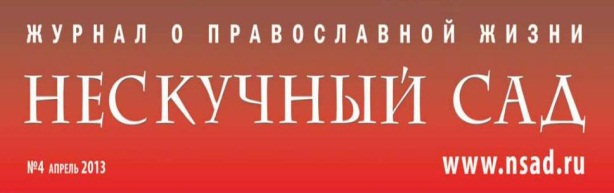 ЖУРНАЛ О ПРАВОСЛАВНОЙ ЖИЗНИ
НЕСКУЧНЫЙ САД
№4 АПРЕЛЬ 2013 www.nsad.ru